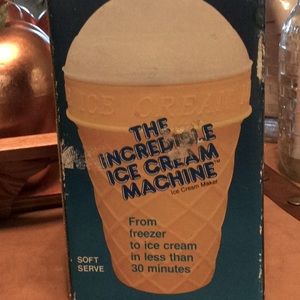 ICE CREAM
THE
INCREDIBLE
ICE CREAM
MACHINE™
Ice Cream Maker
From
freezer
to ice cream
in less than
30 minutes
SOFT
SERVE